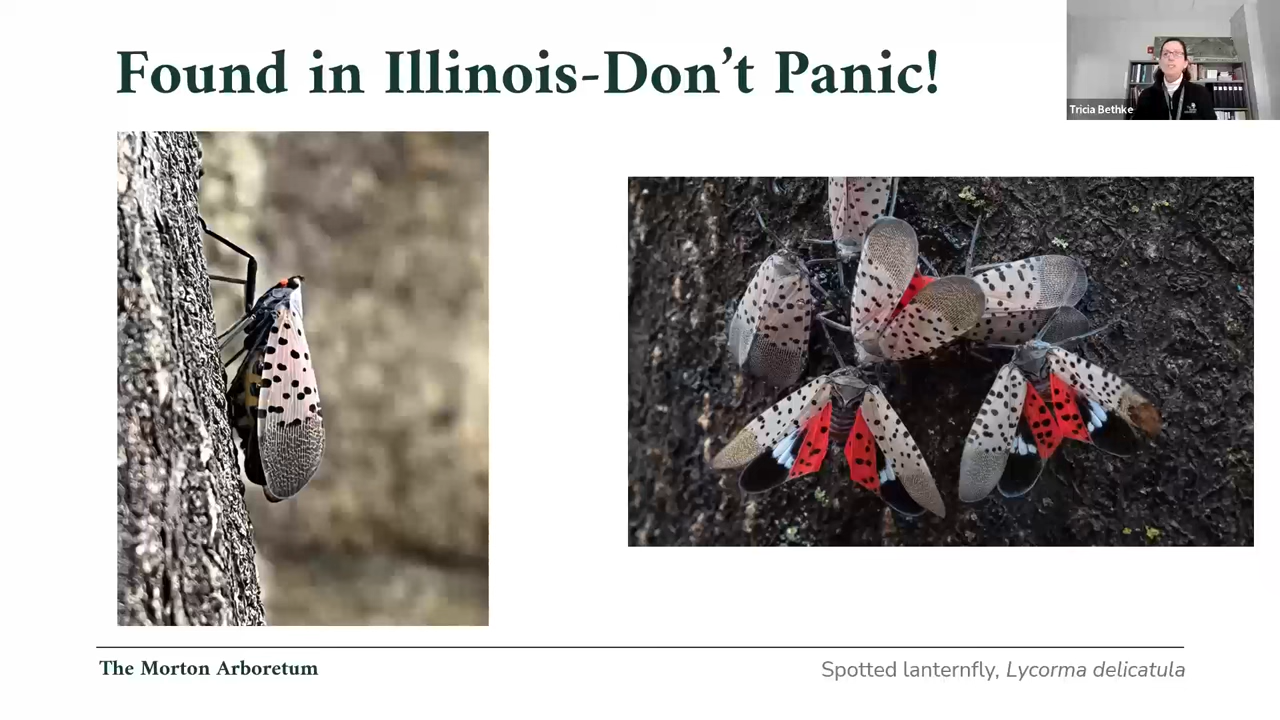 Found in Illinois-Don’t Panic!
Tricia Bethke
The Morton Arboretum
Spotted lanternfly, Lycorma delicatula